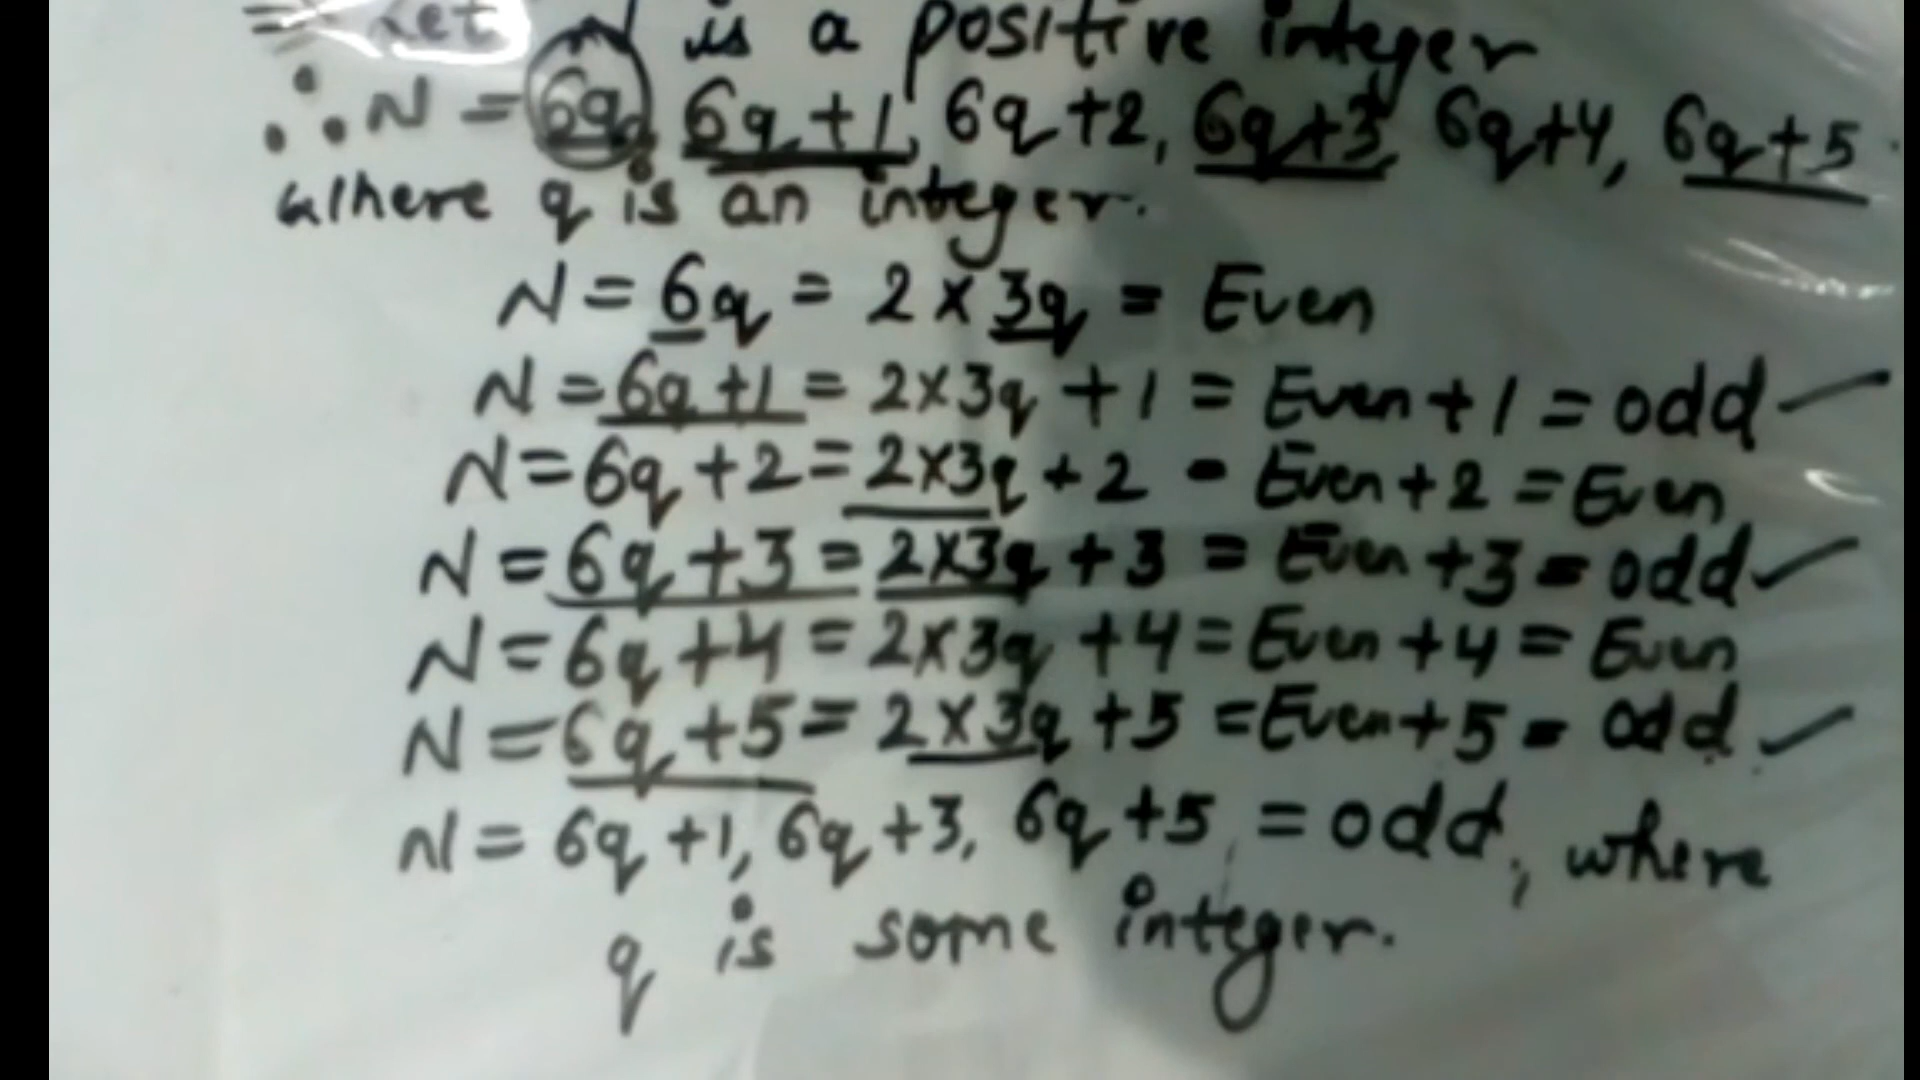 ⇒ Let N is a positive integer
∴ N = 6q, 6q+1, 6q+2, 6q+3, 6q+4, 6q+5.
where q is an integer.
N = 6q = 2×3q = Even
N = 6q+1 = 2×3q+1 = Even+1 = odd
N = 6q+2 = 2×3q+2 - Even+2 = Even
N = 6q+3 = 2×3q+3 = Even+3 = odd
N = 6q+4 = 2×3q+4 = Even+4 = Even
N = 6q+5 = 2×3q+5 = Even+5 = odd
N = 6q+1, 6q+3, 6q+5 = odd, where
q is some integer.